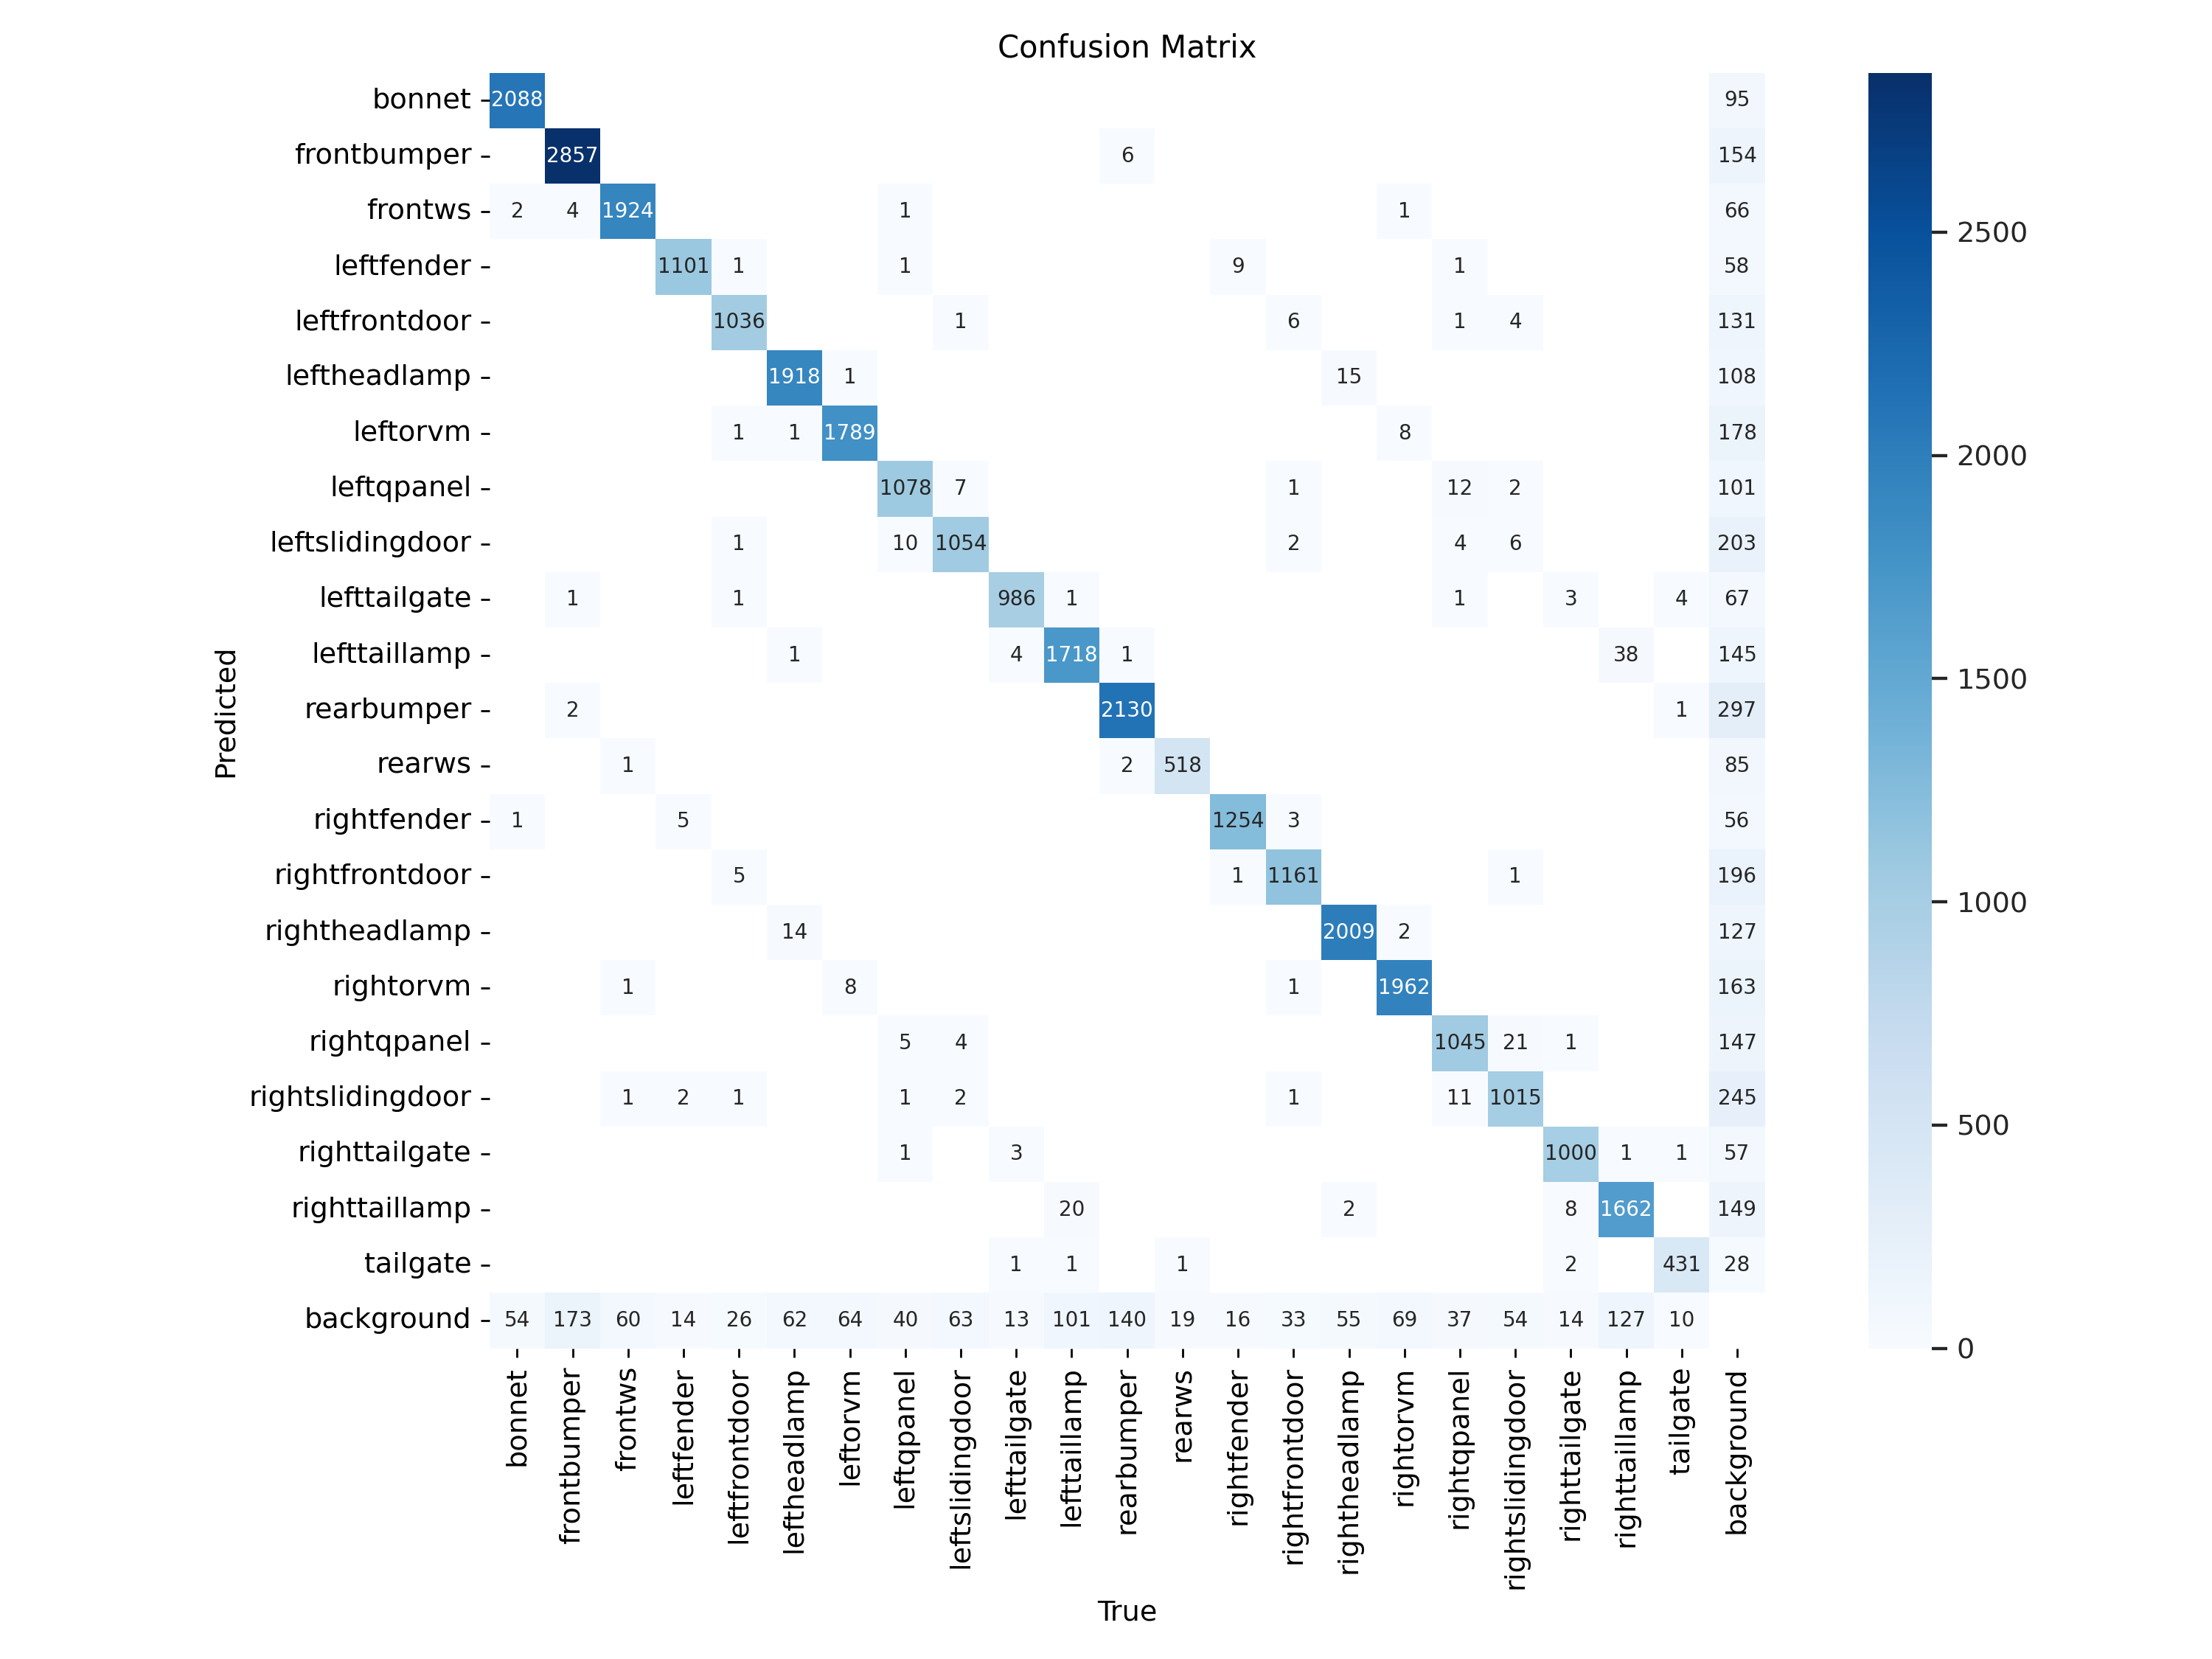 Confusion Matrix
bonnet 2088 95
frontbumper 2857 6 154
frontws 2 4 1924 1 1 66
leftfender 1101 1 1 9 1 58
leftfrontdoor 1036 1 6 1 4 131
leftheadlamp 1918 1 15 108
leftorvm 1 1 1789 8 178
leftqpanel 1078 7 1 12 2 101
leftslidingdoor 1 10 1054 2 4 6 203
lefttailgate 1 1 986 1 1 3 4 67
lefttaillamp 1 4 1718 1 38 145
rearbumper 2 2130 1 297
rearws 1 2 518 85
rightfender 1 5 1254 3 56
rightfrontdoor 5 1 1161 1 196
rightheadlamp 14 2009 2 127
rightorvm 1 8 1 1962 163
rightqpanel 5 4 1045 21 1 147
rightslidingdoor 1 2 1 1 2 1 11 1015 245
righttailgate 1 3 1000 1 1 57
righttaillamp 20 2 8 1662 149
tailgate 1 1 1 2 431 28
background 54 173 60 14 26 62 64 40 63 13 101 140 19 16 33 55 69 37 54 14 127 10
Predicted
bonnet
frontbumper
frontws
leftfender
leftfrontdoor
leftheadlamp
leftorvm
leftqpanel
leftslidingdoor
lefttailgate
lefttaillamp
rearbumper
rearws
rightfender
rightfrontdoor
rightheadlamp
rightorvm
rightqpanel
rightslidingdoor
righttailgate
righttaillamp
tailgate
background
True
2500
2000
1500
1000
500
0